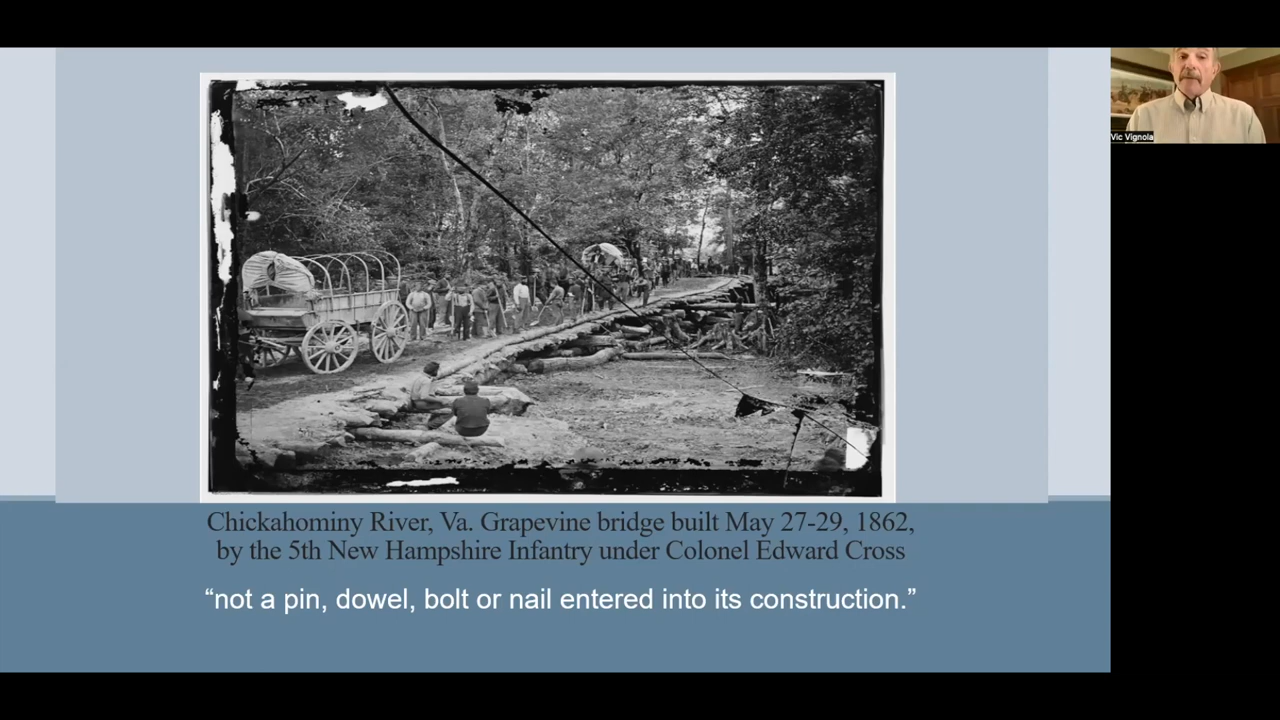 Vic Vignola
Chickahominy River, Va. Grapevine bridge built May 27-29, 1862,
by the 5th New Hampshire Infantry under Colonel Edward Cross
“not a pin, dowel, bolt or nail entered into its construction.”